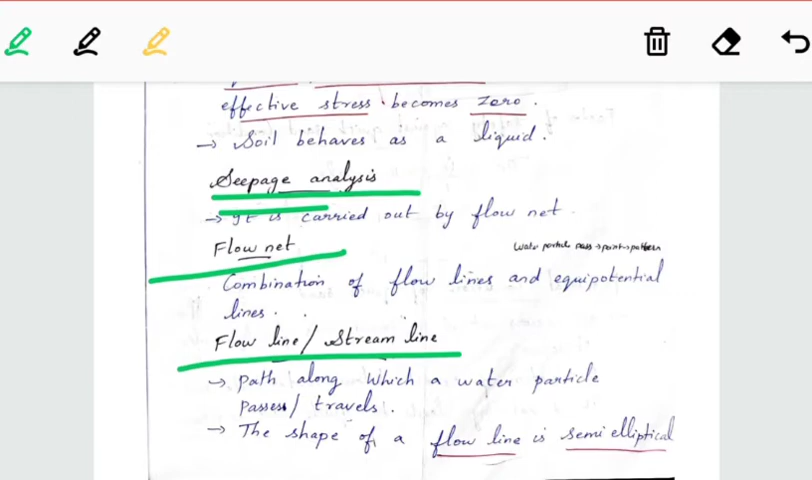 effective stress becomes zero.
→ Soil behaves as a liquid.
Seepage analysis
→ It is carried out by flow net.
Flow net
Water particle pass → point → pattern
Combination of flow lines and equipotential
lines.
Flow line/ Stream line
→ path along which a water particle
passes/ travels.
→ The shape of a flow line is semi elliptical